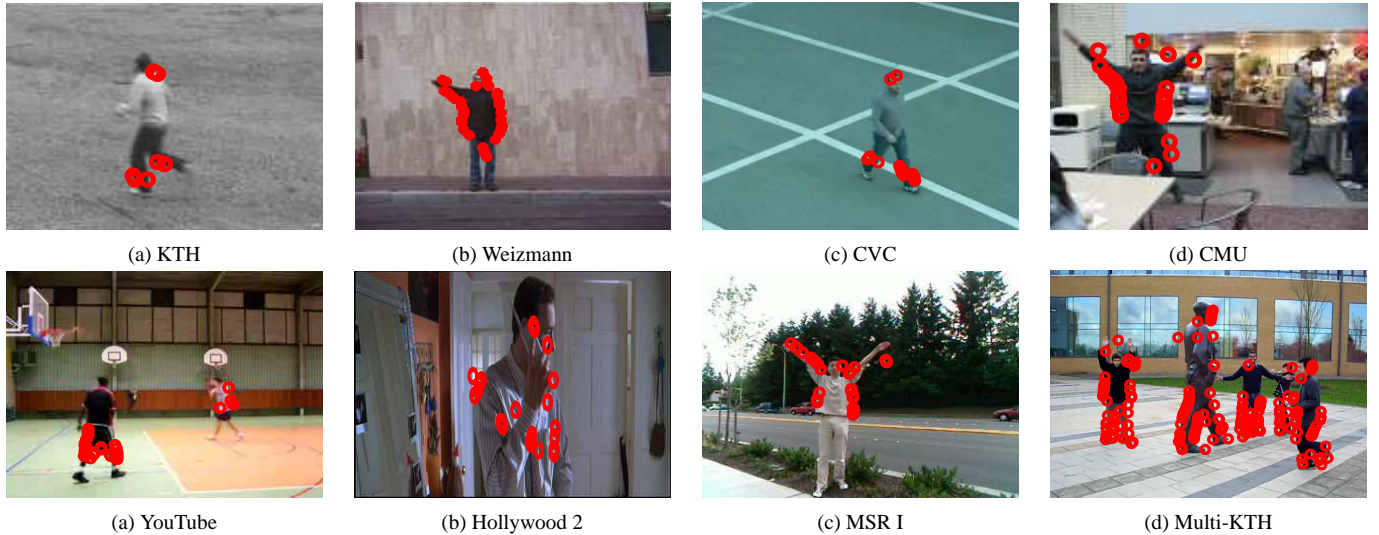 (a) KTH
(b) Weizmann
(c) CVC
(d) CMU
(a) YouTube
(b) Hollywood 2
(c) MSR I
(d) Multi-KTH